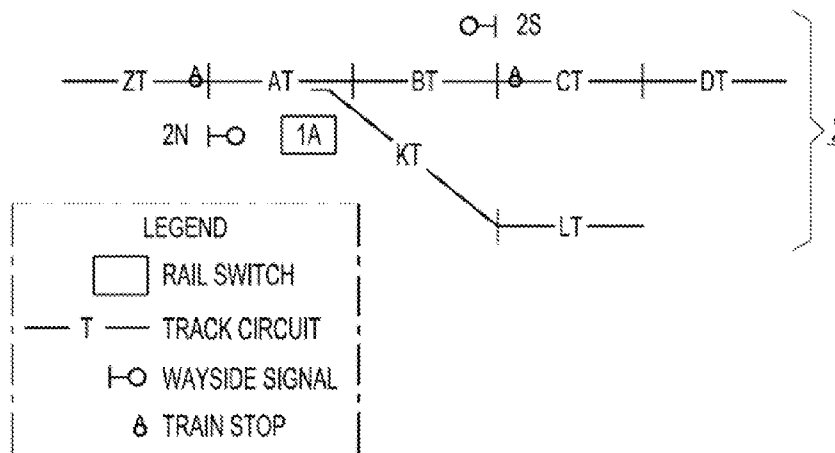 2S
ZT AT BT CT DT
2N 1A
KT
LT
LEGEND
RAIL SWITCH
T TRACK CIRCUIT
WAYSIDE SIGNAL
TRAIN STOP